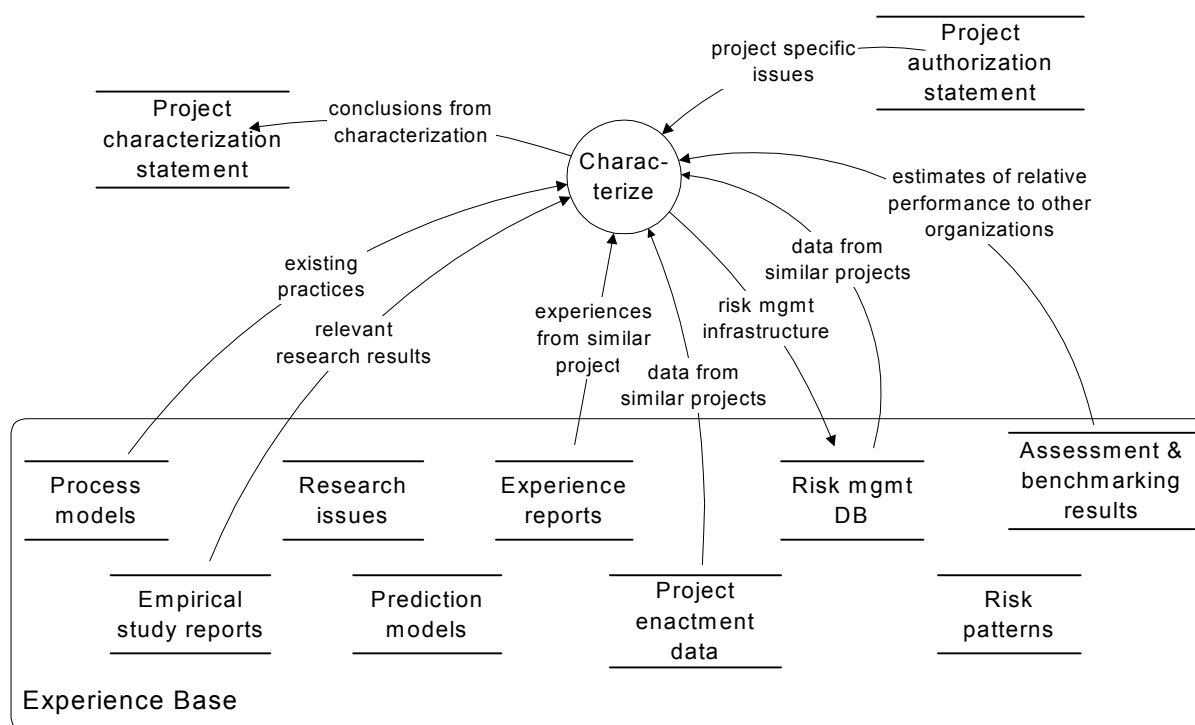 project specific
issues
Project
authorization
statement
Project
characterization
statement
conclusions from
characterization
Charac-
terize
estimates of relative
performance to other
organizations
existing
practices
data from
similar projects
relevant
research results
experiences
from similar
project
risk mgmt
infrastructure
data from
similar projects
Process
models
Research
issues
Experience
reports
Risk mgmt
DB
Assessment &
benchmarking
results
Empirical
study reports
Prediction
models
Project
enactment
data
Risk
patterns
Experience Base